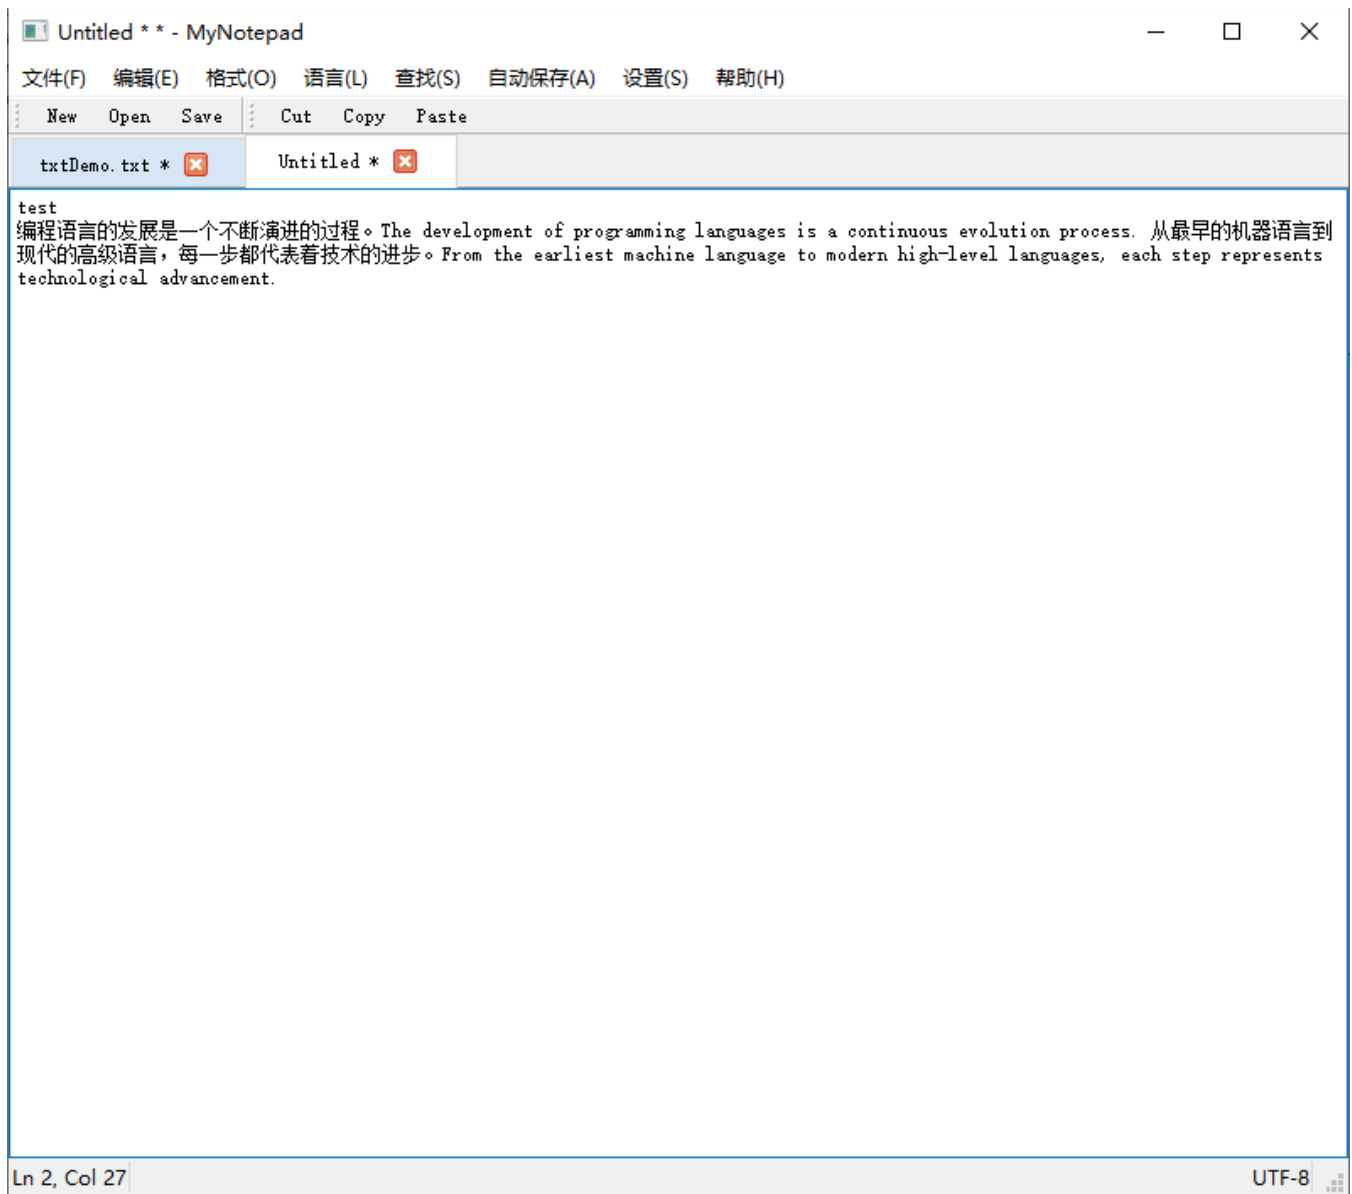 Untitled * * - MyNotepad
文件(F) 编辑(E) 格式(O) 语言(L) 查找(S) 自动保存(A) 设置(S) 帮助(H)
New Open Save Cut Copy Paste
txtDemo.txt * Untitled *
test
编程语言的发展是一个不断演进的过程。The development of programming languages is a continuous evolution process. 从最早的机器语言到
现代的高级语言，每一步都代表着技术的进步。From the earliest machine language to modern high-level languages, each step represents
technological advancement.
Ln 2, Col 27 UTF-8